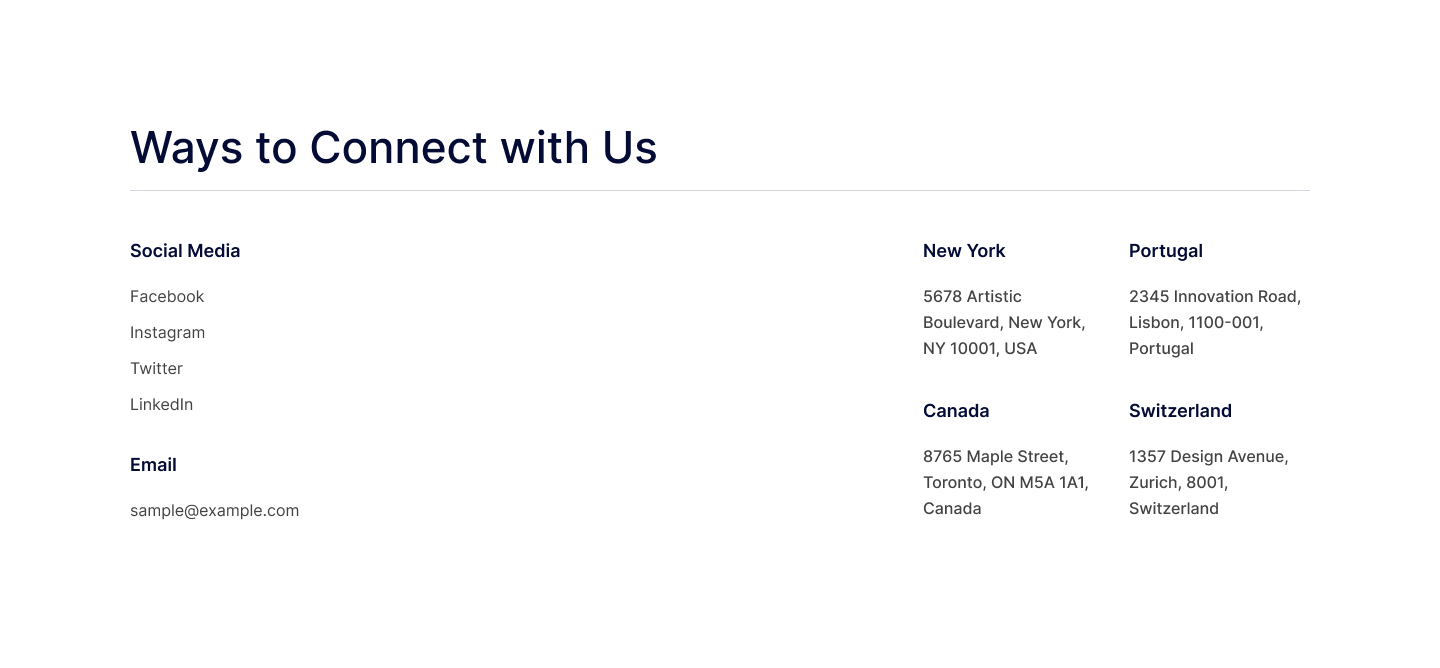 Ways to Connect with Us
Social Media
Facebook
Instagram
Twitter
LinkedIn
Email
sample@example.com
New York
5678 Artistic
Boulevard, New York,
NY 10001, USA
Portugal
2345 Innovation Road,
Lisbon, 1100-001,
Portugal
Canada
8765 Maple Street,
Toronto, ON M5A 1A1,
Canada
Switzerland
1357 Design Avenue,
Zurich, 8001,
Switzerland